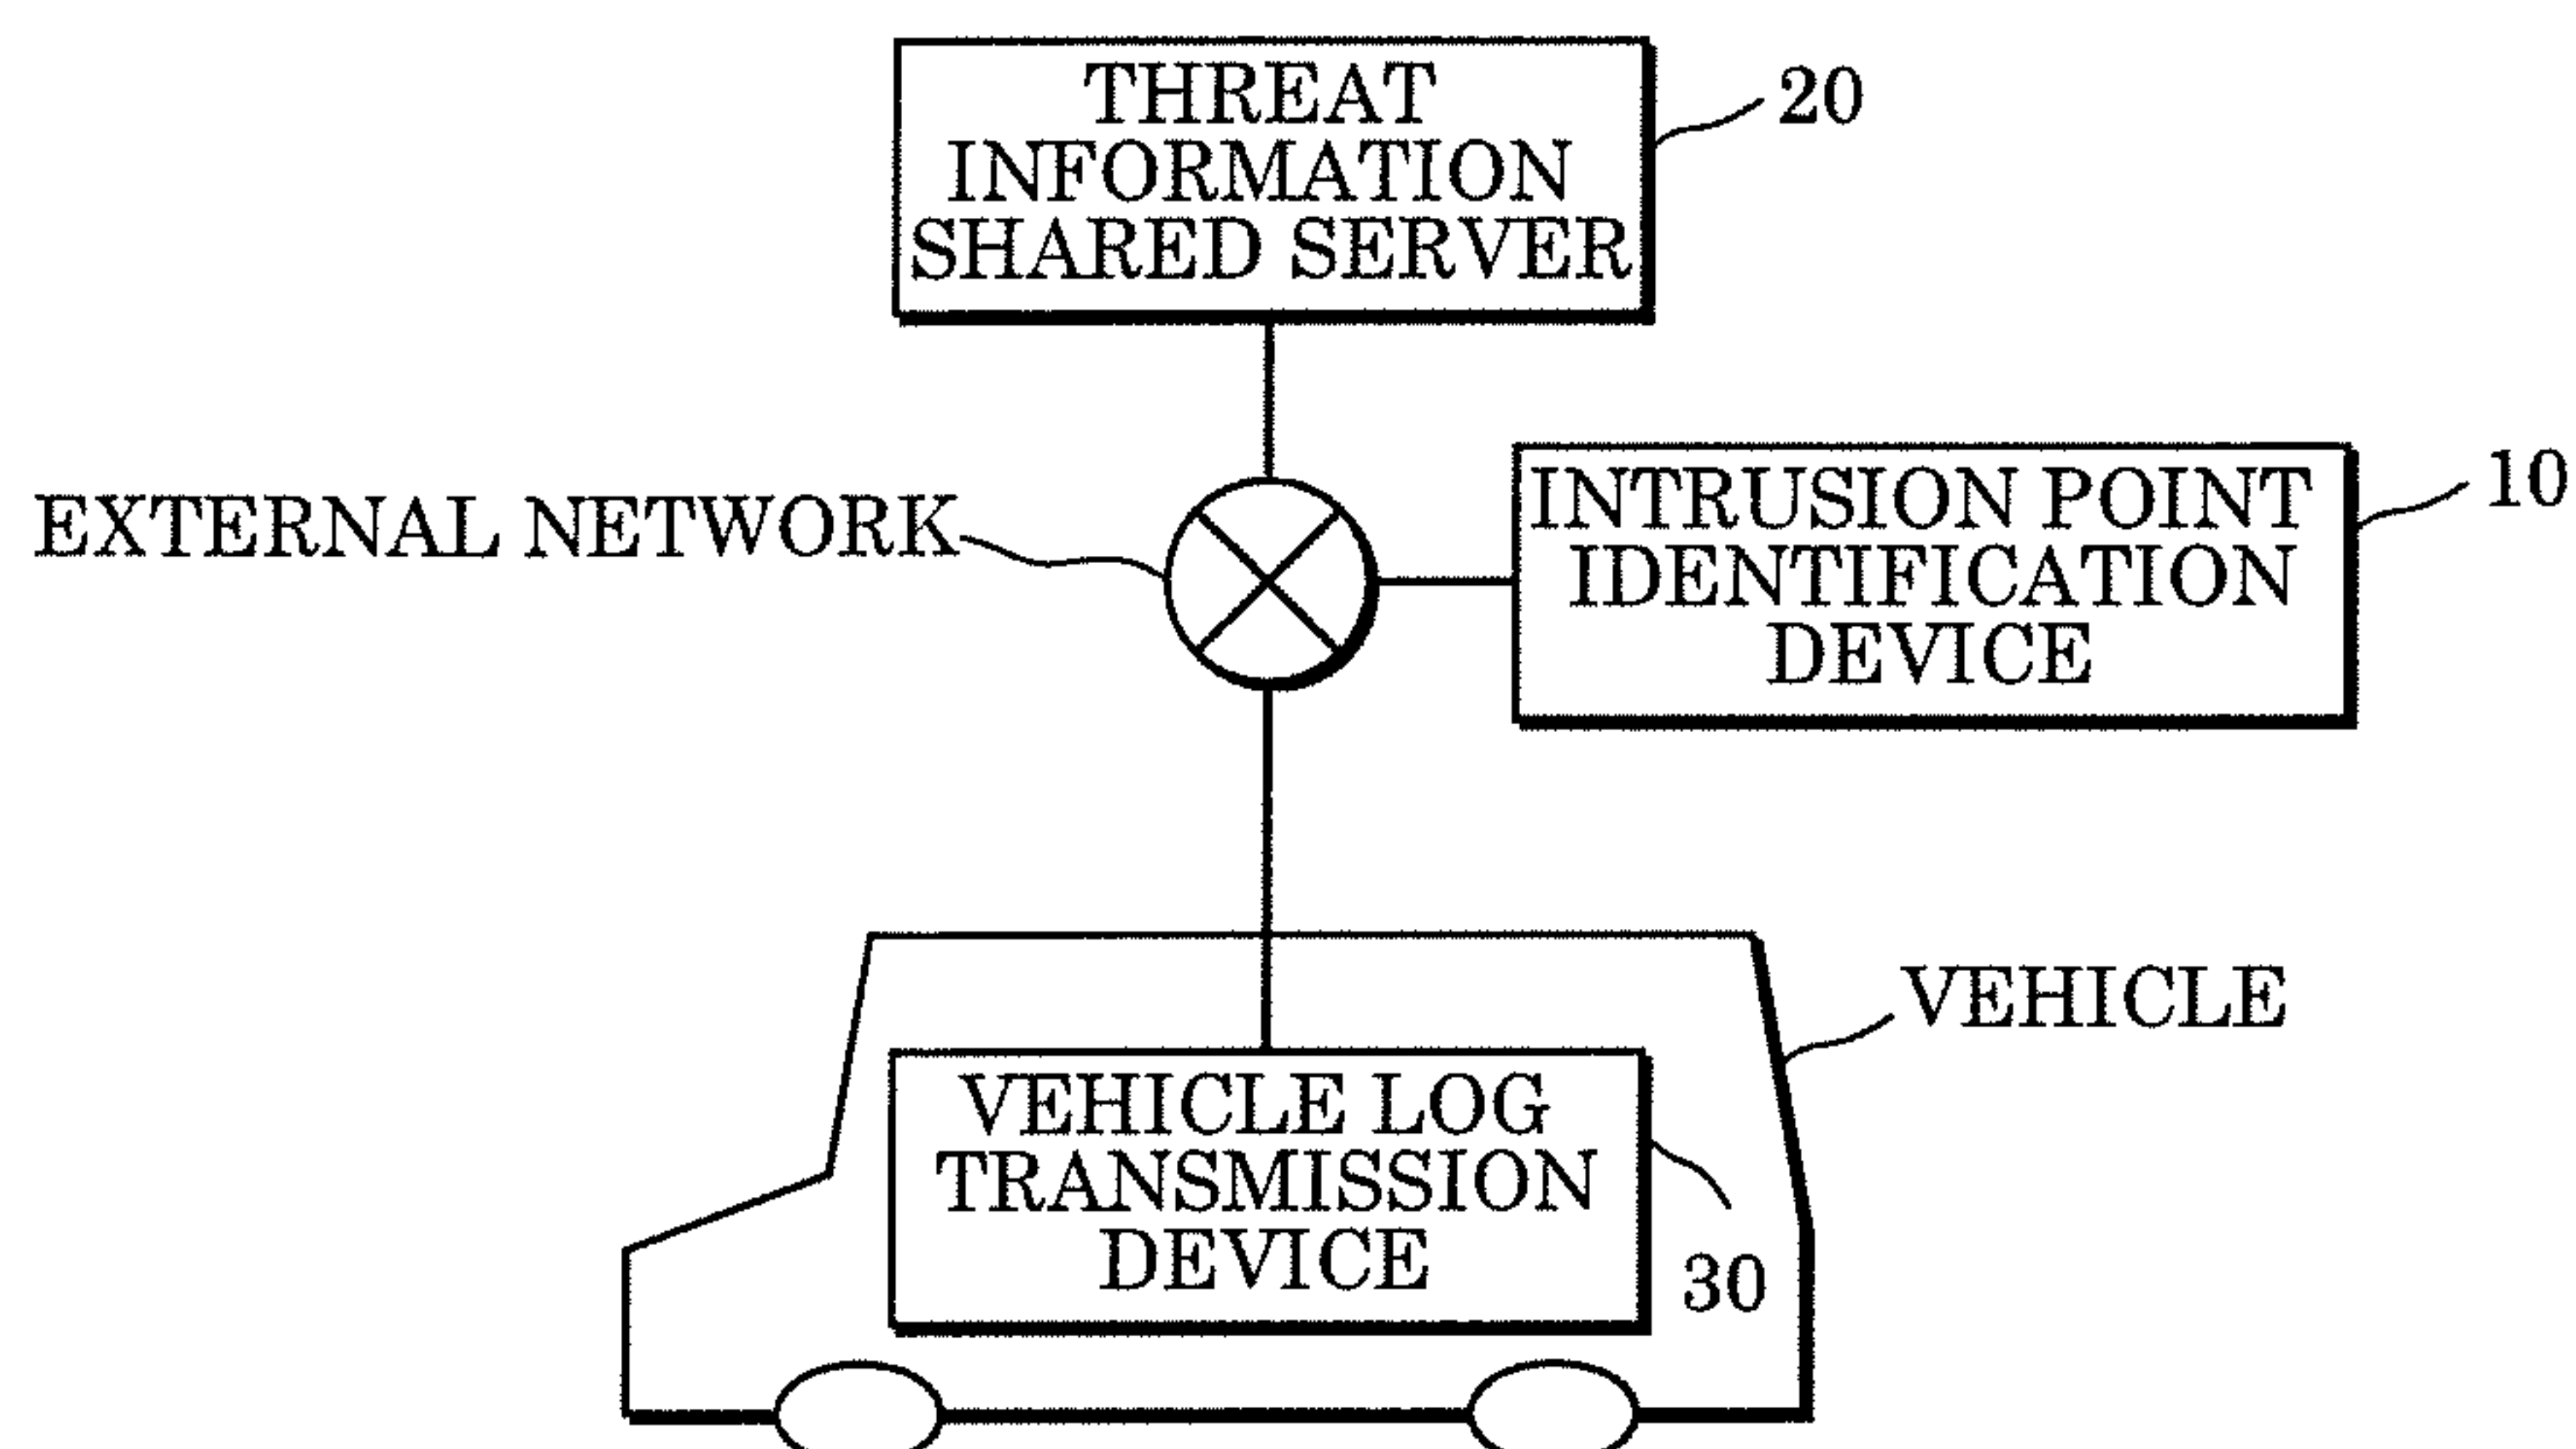 THREAT
INFORMATION
SHARED SERVER
20
EXTERNAL NETWORK
INTRUSION POINT
IDENTIFICATION
DEVICE
10
VEHICLE
VEHICLE LOG
TRANSMISSION
DEVICE
30